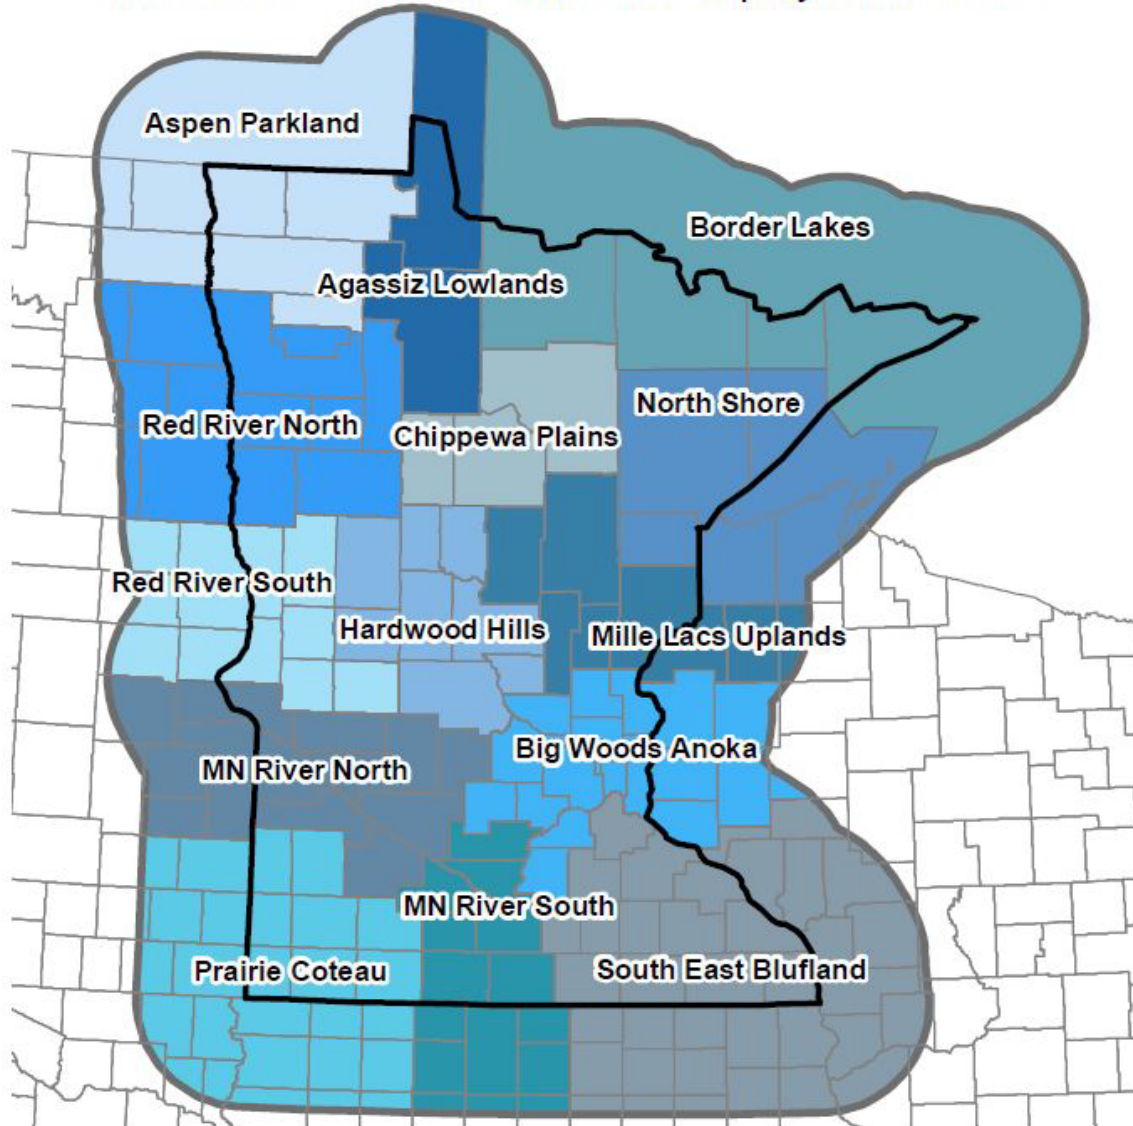 Aspen Parkland
Border Lakes
Agassiz Lowlands
North Shore
Red River North
Chippewa Plains
Red River South
Hardwood Hills
Mille Lacs Uplands
Big Woods Anoka
MN River North
MN River South
Prairie Coteau
South East Blufland